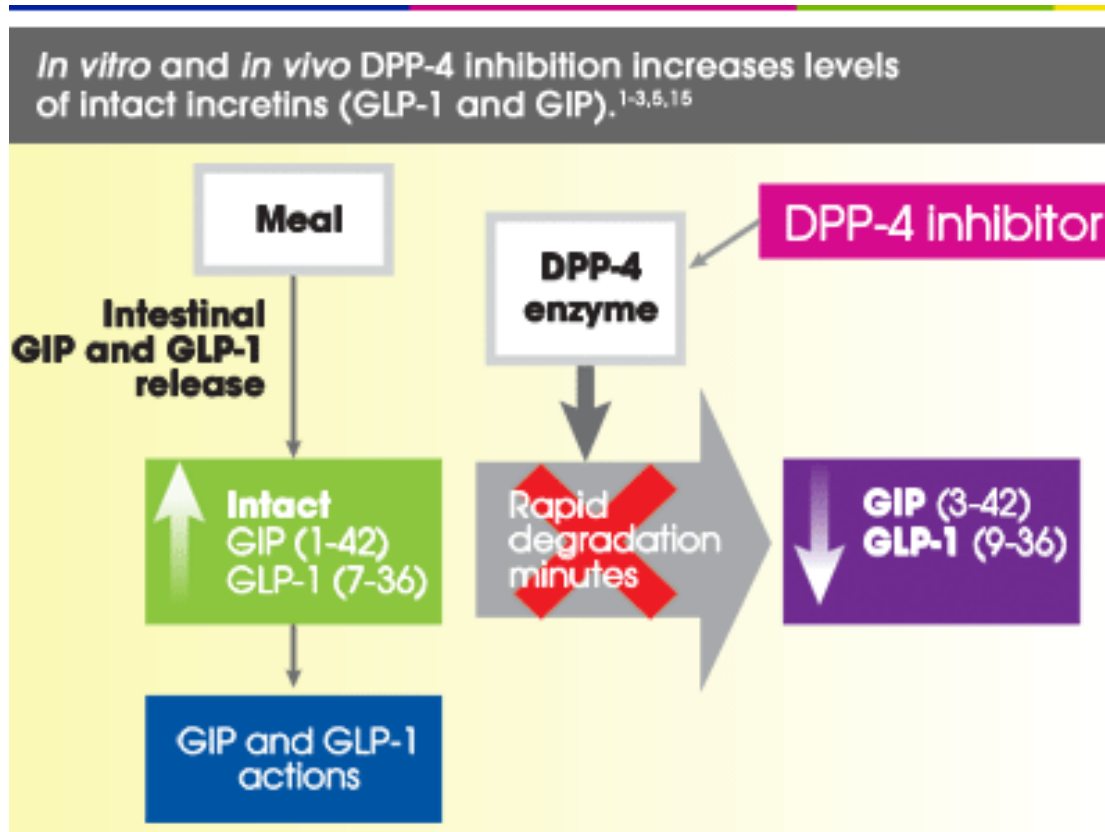 In vitro and in vivo DPP-4 inhibition increases levels
of intact incretins (GLP-1 and GIP).1-3,5,15
Meal
DPP-4 inhibitor
DPP-4
enzyme
Intestinal
GIP and GLP-1
release
Intact
GIP (1-42)
GLP-1 (7-36)
Rapid
degradation
minutes
GIP (3-42)
GLP-1 (9-36)
GIP and GLP-1
actions